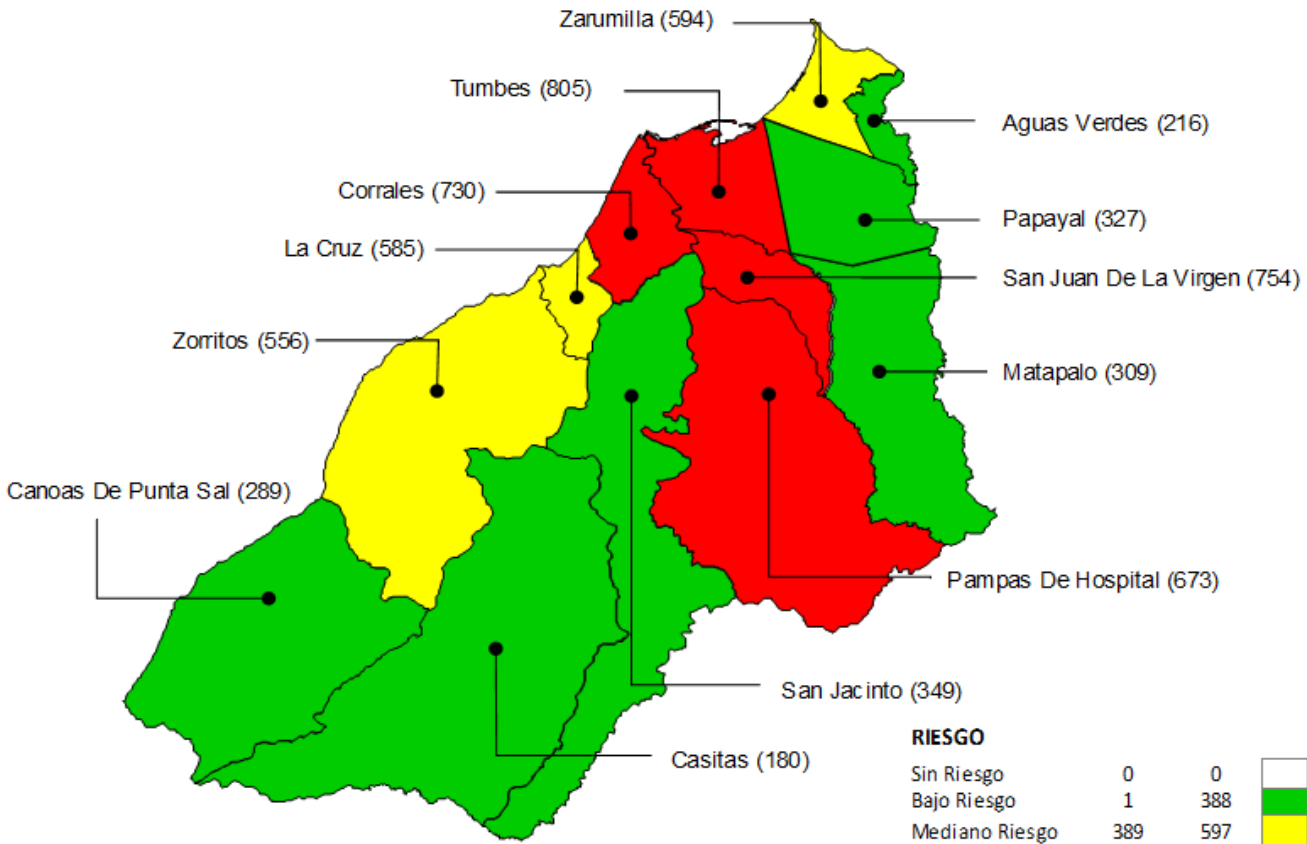 Zarumilla (594)
Tumbes (805)
Aguas Verdes (216)
Corrales (730)
Papayal (327)
La Cruz (585)
San Juan De La Virgen (754)
Zorritos (556)
Matapalo (309)
Canoas De Punta Sal (289)
Pampas De Hospital (673)
San Jacinto (349)
Casitas (180)
RIESGO
Sin Riesgo 0 0
Bajo Riesgo 1 388
Mediano Riesgo 389 597